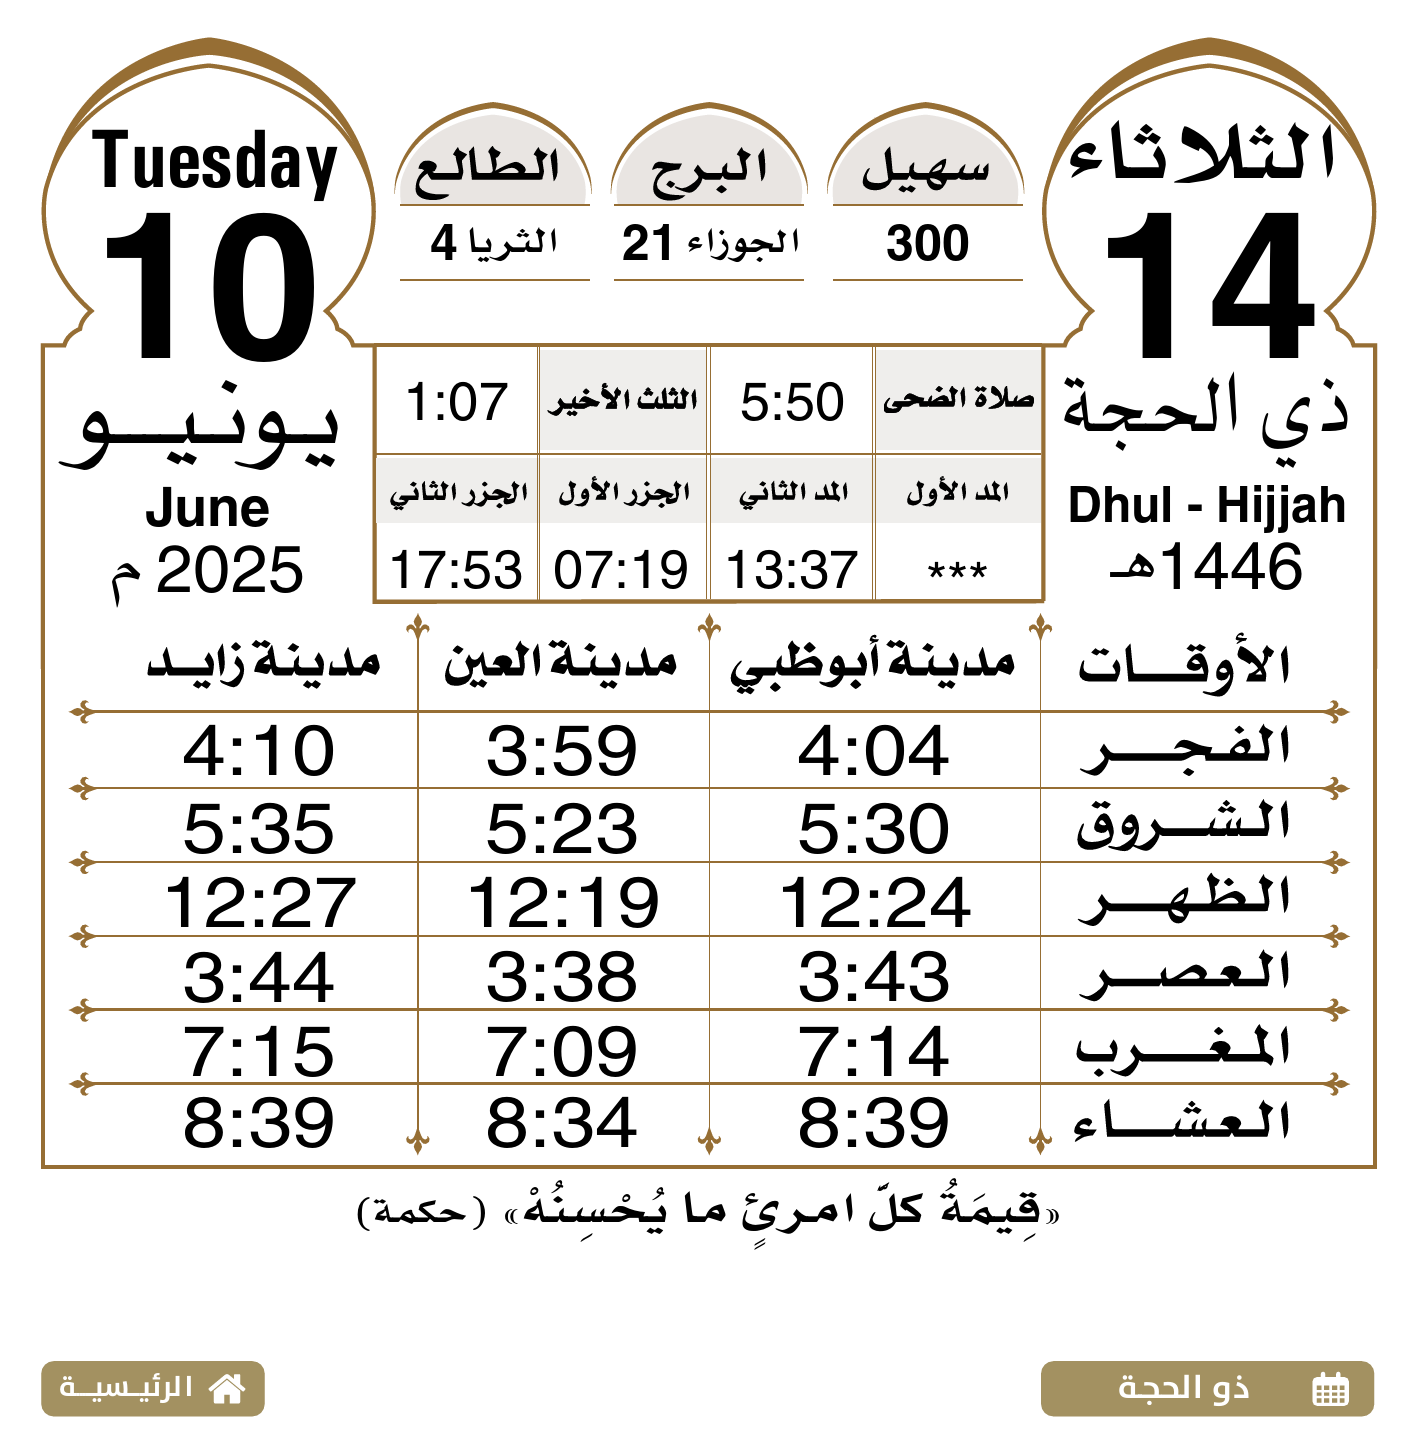 الثلاثاء
14
ذي الحجة
Dhul - Hijjah
1446هـ
سهيل
300
البرج
الجوزاء 21
الطالع
الثريا 4
Tuesday
10
يونيو
June
2025 م
صلاة الضحى 5:50 الثلث الأخير 1:07
المد الأول المد الثاني الجزر الأول الجزر الثاني
*** 13:37 07:19 17:53
الأوقات مدينة أبوظبي مدينة العين مدينة زايد
الفجر 4:04 3:59 4:10
الشروق 5:30 5:23 5:35
الظهر 12:24 12:19 12:27
العصر 3:43 3:38 3:44
المغرب 7:14 7:09 7:15
العشاء 8:39 8:34 8:39
«قِيمَةُ كلّ امرئٍ ما يُحْسِنُهْ» (حكمة)
ذو الحجة
الرئيسية